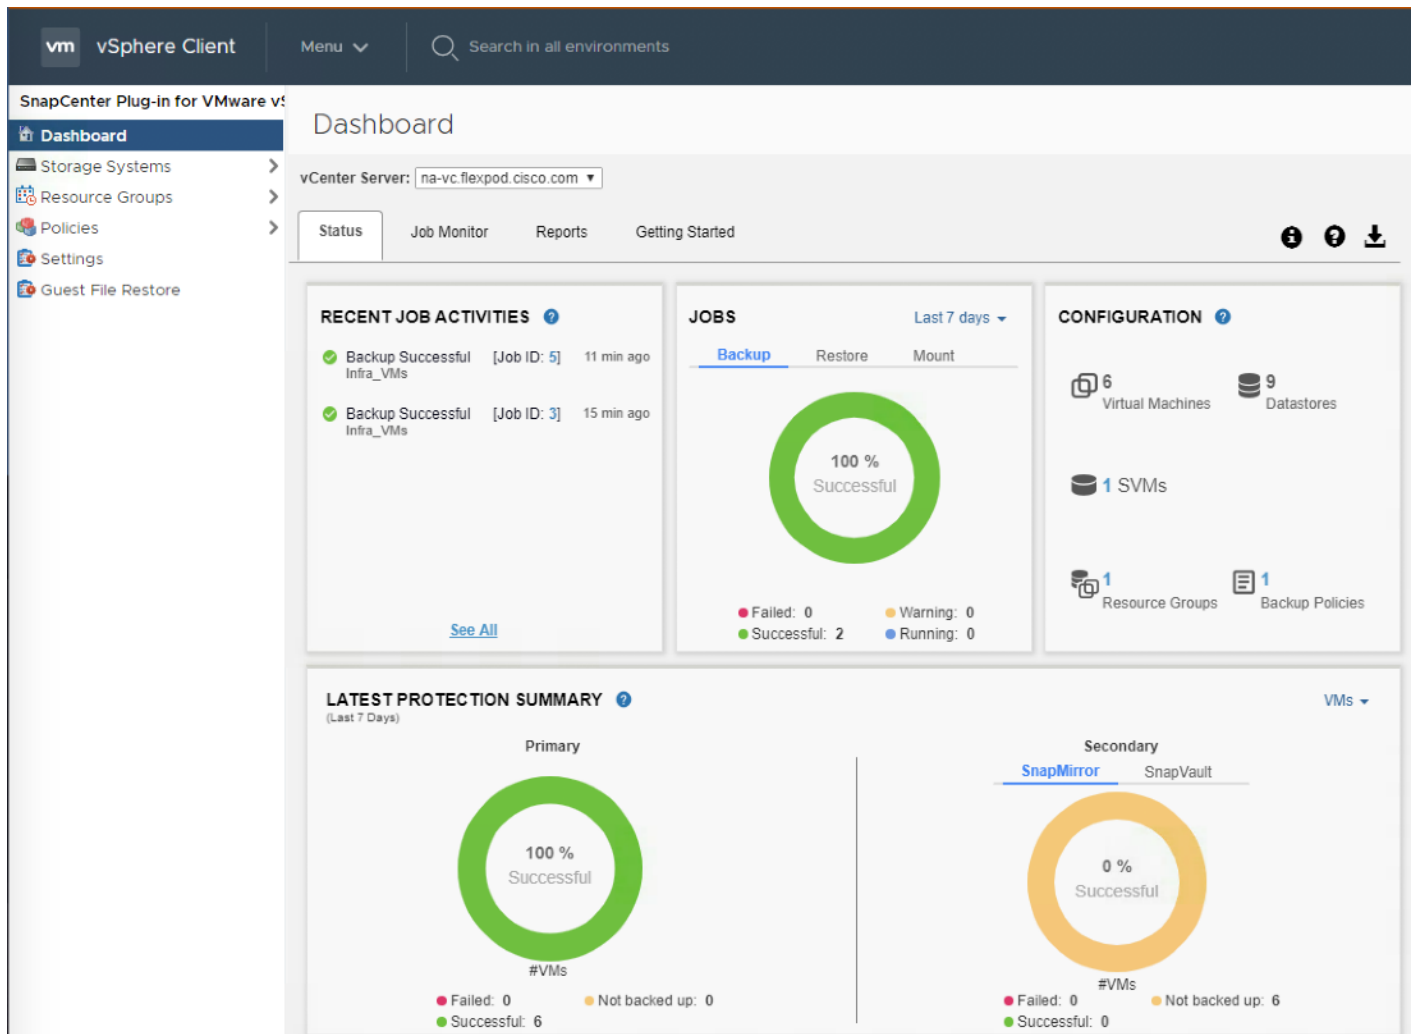 vm vSphere Client Menu Search in all environments
SnapCenter Plug-in for VMware vS
Dashboard
Storage Systems
Resource Groups
Policies
Settings
Guest File Restore
Dashboard
vCenter Server: na-vc.flexpod.cisco.com
Status Job Monitor Reports Getting Started
RECENT JOB ACTIVITIES
Backup Successful [Job ID: 5] 11 min ago
Infra_VMs
Backup Successful [Job ID: 3] 15 min ago
Infra_VMs
See All
JOBS Last 7 days
Backup Restore Mount
100 %
Successful
Failed: 0 Warning: 0
Successful: 2 Running: 0
CONFIGURATION
6 Virtual Machines
9 Datastores
1 SVMs
1 Resource Groups
1 Backup Policies
LATEST PROTECTION SUMMARY VMs
(Last 7 Days)
Primary
100 %
Successful
#VMs
Failed: 0 Not backed up: 0
Successful: 6
Secondary
SnapMirror SnapVault
0 %
Successful
#VMs
Failed: 0 Not backed up: 6
Successful: 0